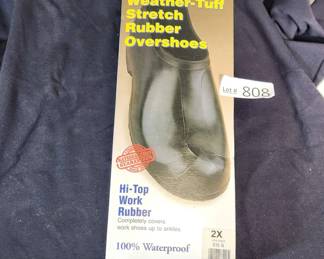 Weather-Tuff
Stretch
Rubber
Overshoes
Lot # 808
Hi-Top
Work
Rubber
Completely covers
work shoes up to ankles.
2X
100% Waterproof